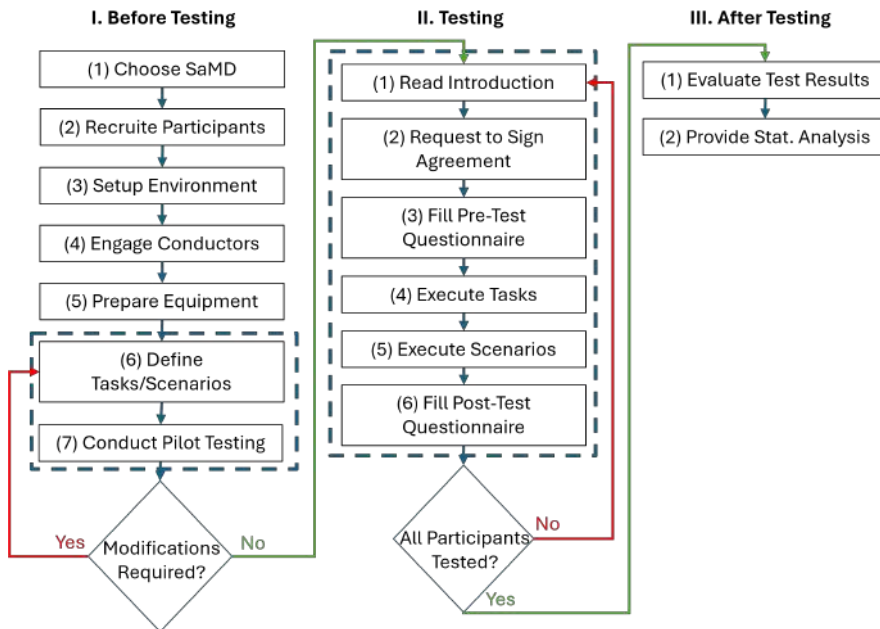 I. Before Testing
(1) Choose SaMD
(2) Recruite Participants
(3) Setup Environment
(4) Engage Conductors
(5) Prepare Equipment
(6) Define
Tasks/Scenarios
(7) Conduct Pilot Testing
Modifications
Required?
Yes
No
II. Testing
(1) Read Introduction
(2) Request to Sign
Agreement
(3) Fill Pre-Test
Questionnaire
(4) Execute Tasks
(5) Execute Scenarios
(6) Fill Post-Test
Questionnaire
All Participants
Tested?
No
Yes
III. After Testing
(1) Evaluate Test Results
(2) Provide Stat. Analysis